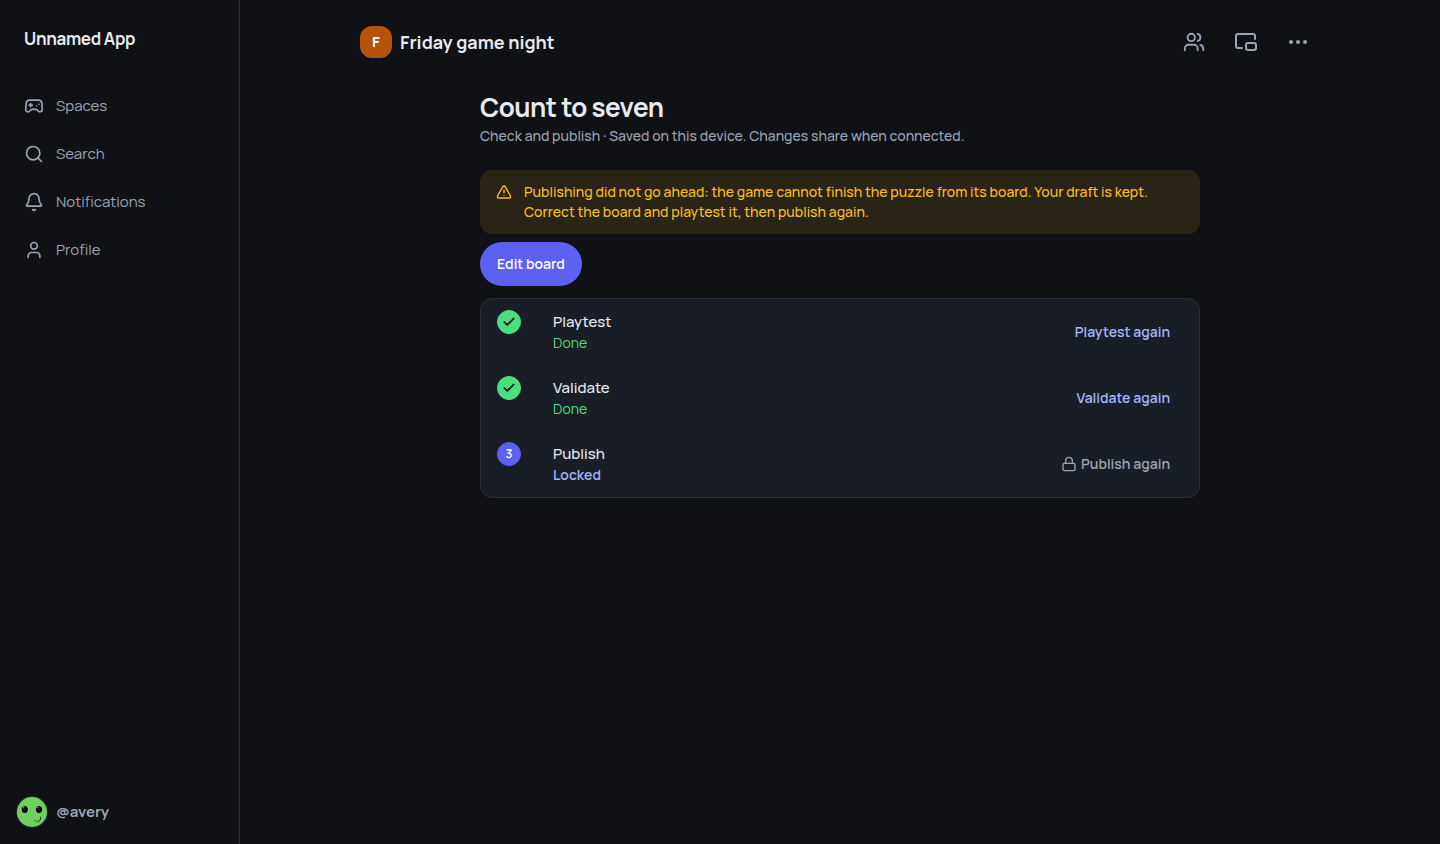 Unnamed App
Spaces
Search
Notifications
Profile
@avery
F
Friday game night
Count to seven
Check and publish · Saved on this device. Changes share when connected.
Publishing did not go ahead: the game cannot finish the puzzle from its board. Your draft is kept.
Correct the board and playtest it, then publish again.
Edit board
Playtest
Done
Playtest again
Validate
Done
Validate again
3
Publish
Locked
Publish again